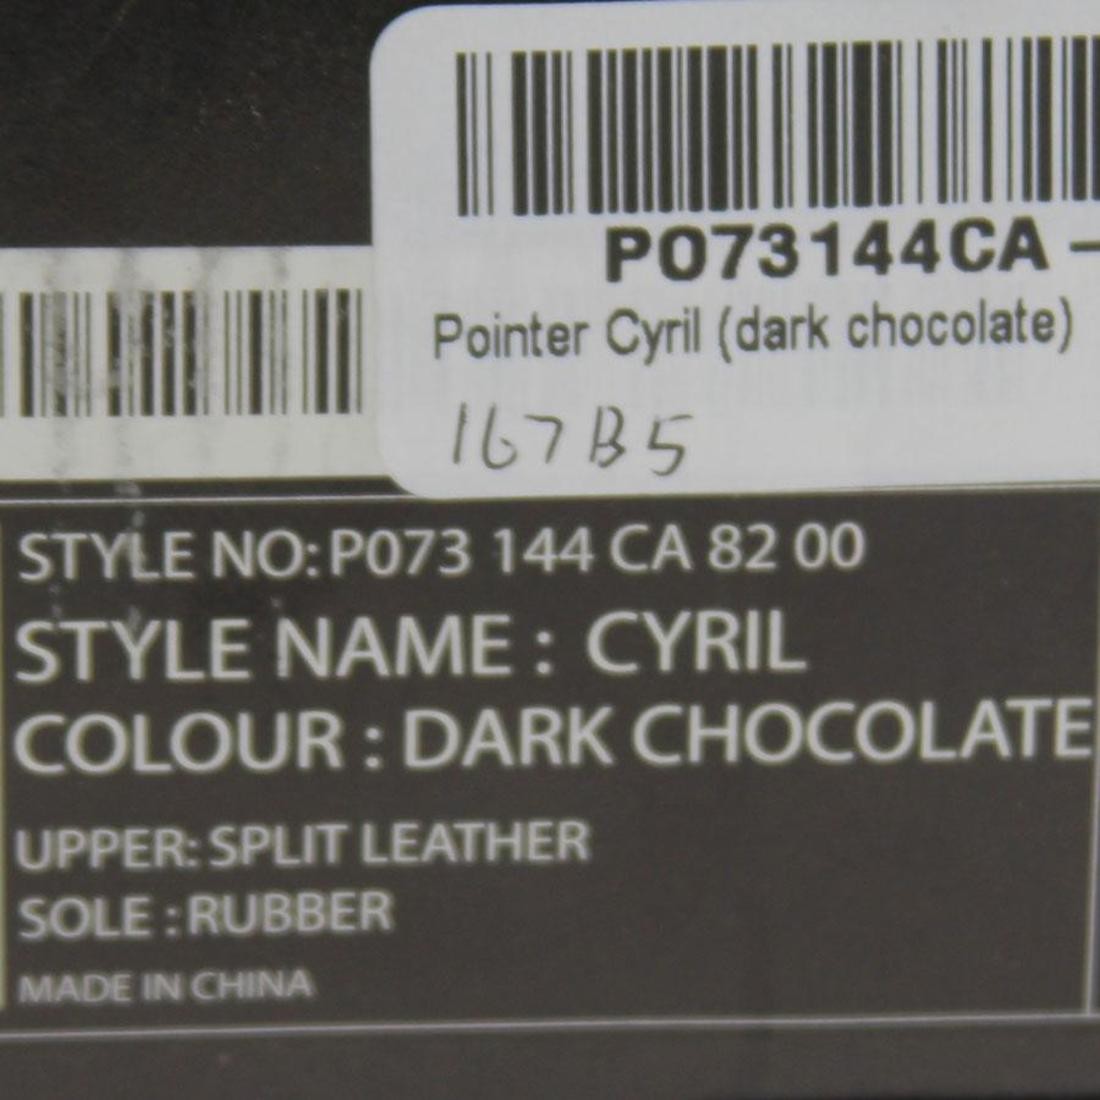 P073144CA –
Pointer Cyril (dark chocolate)
167B5
STYLE NO: P073 144 CA 82 00
STYLE NAME : CYRIL
COLOUR : DARK CHOCOLATE
UPPER: SPLIT LEATHER
SOLE : RUBBER
MADE IN CHINA